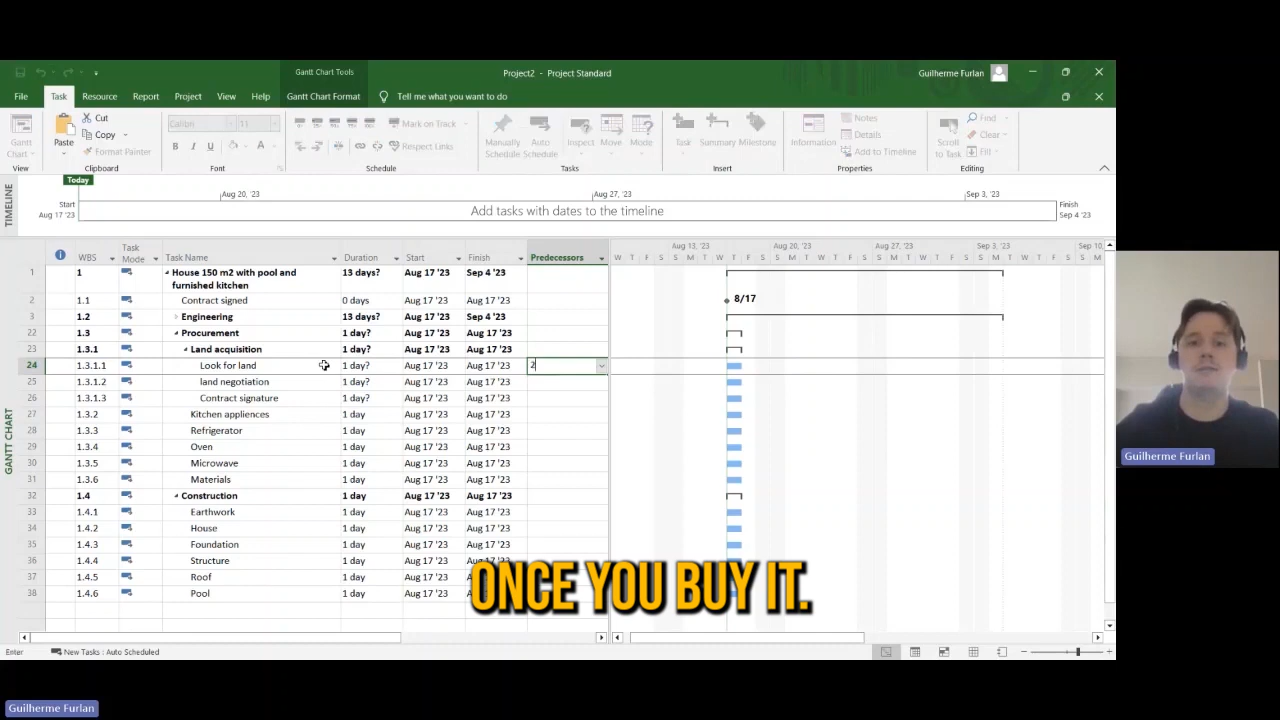 Gantt Chart Tools
Project2 - Project Standard
Guilherme Furlan
File Task Resource Report Project View Help Gantt Chart Format Tell me what you want to do
Gantt Chart
View
Paste
Cut
Copy
Format Painter
Clipboard
Calibri 11
B I U A
Font
Mark on Track
Respect Links
Schedule
Manually Schedule
Auto Schedule
Inspect
Move
Mode
Tasks
Task
Summary
Milestone
Insert
Information
Notes
Details
Add to Timeline
Properties
Scroll to Task
Find
Clear
Fill
Editing
TIMELINE
Today
Aug 20, '23 Aug 27, '23 Sep 3, '23
Start
Aug 17 '23
Add tasks with dates to the timeline
Finish
Sep 4 '23
GANTT CHART
WBS Task Mode Task Name Duration Start Finish Predecessors
Aug 13, '23 Aug 20, '23 Aug 27, '23 Sep 3, '23 Sep 10,
W T F S S M T W T F S S M T W T F S S M T W T F S S M T W T F S
1 1 House 150 m2 with pool and furnished kitchen 13 days? Aug 17 '23 Sep 4 '23
2 1.1 Contract signed 0 days Aug 17 '23 Aug 17 '23
8/17
3 1.2 Engineering 13 days? Aug 17 '23 Sep 4 '23
22 1.3 Procurement 1 day? Aug 17 '23 Aug 17 '23
23 1.3.1 Land acquisition 1 day? Aug 17 '23 Aug 17 '23
24 1.3.1.1 Look for land 1 day? Aug 17 '23 Aug 17 '23 2
25 1.3.1.2 land negotiation 1 day? Aug 17 '23 Aug 17 '23
26 1.3.1.3 Contract signature 1 day? Aug 17 '23 Aug 17 '23
27 1.3.2 Kitchen appliances 1 day Aug 17 '23 Aug 17 '23
28 1.3.3 Refrigerator 1 day Aug 17 '23 Aug 17 '23
29 1.3.4 Oven 1 day Aug 17 '23 Aug 17 '23
30 1.3.5 Microwave 1 day Aug 17 '23 Aug 17 '23
31 1.3.6 Materials 1 day Aug 17 '23 Aug 17 '23
32 1.4 Construction 1 day Aug 17 '23 Aug 17 '23
33 1.4.1 Earthwork 1 day Aug 17 '23 Aug 17 '23
34 1.4.2 House 1 day Aug 17 '23 Aug 17 '23
35 1.4.3 Foundation 1 day Aug 17 '23 Aug 17 '23
36 1.4.4 Structure 1 day Aug 17 '23 Aug 17 '23
37 1.4.5 Roof 1 day Aug 17 '23 Aug 17 '23
38 1.4.6 Pool 1 day Aug 17 '23 Aug 17 '23
ONCE YOU BUY IT.
Enter New Tasks : Auto Scheduled
Guilherme Furlan
Guilherme Furlan